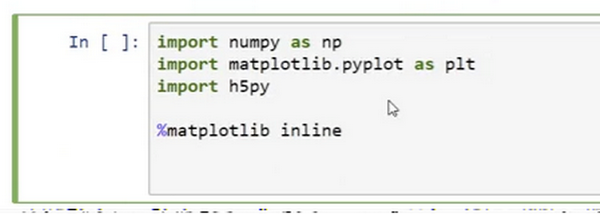 In [ ]: import numpy as np
import matplotlib.pyplot as plt
import h5py
%matplotlib inline